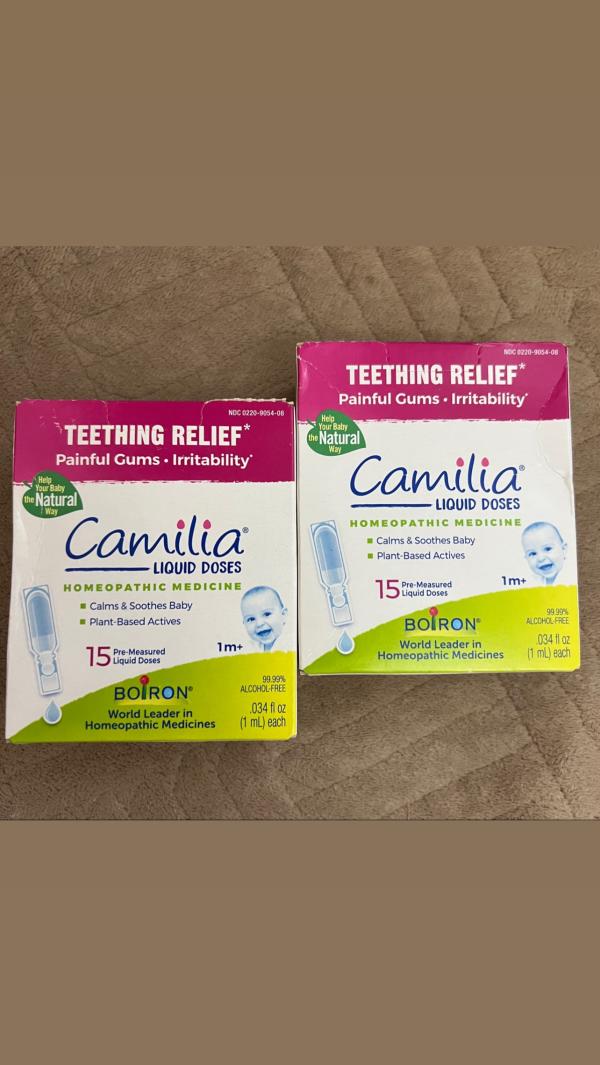 NDC 0220-9054-08
TEETHING RELIEF*
Painful Gums • Irritability*
Help
Your Baby
the Natural
Way
Camilia®
LIQUID DOSES
HOMEOPATHIC MEDICINE
Calms & Soothes Baby
Plant-Based Actives
15 Pre-Measured
Liquid Doses
1m+
BOIRON®
World Leader in
Homeopathic Medicines
99.99%
ALCOHOL-FREE
.034 fl oz
(1 mL) each
NDC 0220-9054-08
TEETHING RELIEF*
Painful Gums • Irritability*
Help
Your Baby
the Natural
Way
Camilia®
LIQUID DOSES
HOMEOPATHIC MEDICINE
Calms & Soothes Baby
Plant-Based Actives
15 Pre-Measured
Liquid Doses
1m+
BOIRON®
World Leader in
Homeopathic Medicines
99.99%
ALCOHOL-FREE
.034 fl oz
(1 mL) each